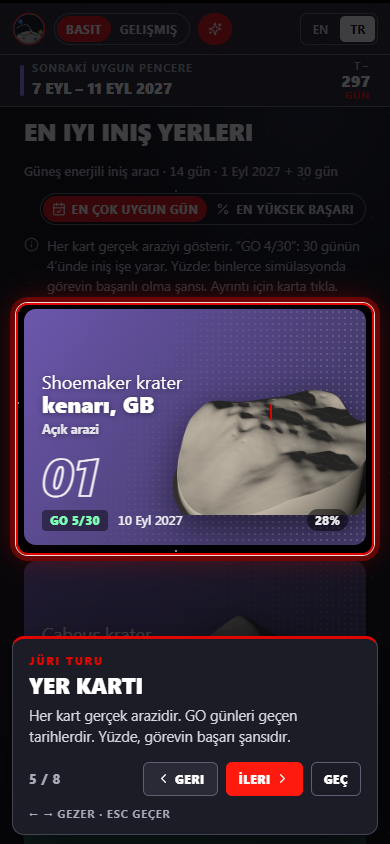 BASIT
GELIŞMIŞ
EN
TR
SONRAKİ UYGUN PENCERE
7 EYL – 11 EYL 2027
T−
297
GÜN
EN IYI INIŞ YERLERI
Güneş enerjili iniş aracı · 14 gün · 1 Eyl 2027 + 30 gün
EN ÇOK UYGUN GÜN
% EN YÜKSEK BAŞARI
Her kart gerçek araziyi gösterir. “GO 4/30”: 30 günün
4’ünde iniş işe yarar. Yüzde: binlerce simülasyonda
görevin başarılı olma şansı. Ayrıntı için karta tıkla.
Shoemaker krater
kenarı, GB
Açık arazi
01
GO 5/30
10 Eyl 2027
28%
Cabeus krater
JÜRİ TURU
YER KARTI
Her kart gerçek arazidir. GO günleri geçen
tarihlerdir. Yüzde, görevin başarı şansıdır.
5 / 8
GERI
İLERI
GEÇ
← → GEZER · ESC GEÇER